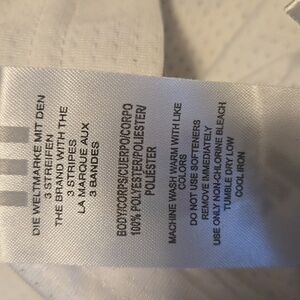 DIE WELTMARKE MIT DEN
3 STREIFEN
THE BRAND WITH THE
3 STRIPES
LA MARQUE AUX
3 BANDES
BODY/CORPS/CUERPO/CORPO
100% POLYESTER/POLIESTER/
POLIÉSTER
MACHINE WASH WARM WITH LIKE
COLORS
DO NOT USE SOFTENERS
REMOVE IMMEDIATELY
USE ONLY NON-CHLORINE BLEACH
TUMBLE DRY LOW
COOL IRON